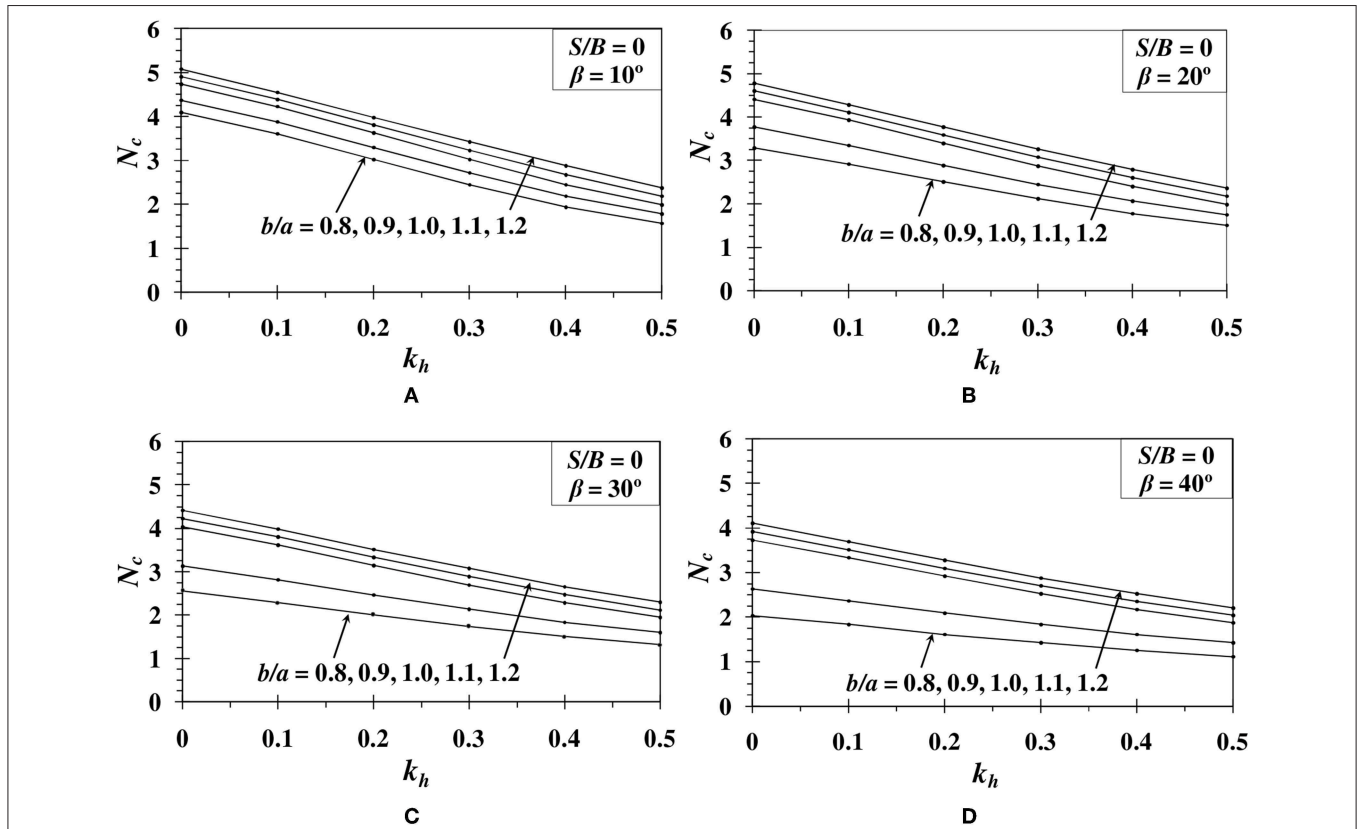 6
5
4
3
2
1
0
N_c
S/B = 0
β = 10º
b/a = 0.8, 0.9, 1.0, 1.1, 1.2
0 0.1 0.2 0.3 0.4 0.5
k_h
A
6
5
4
3
2
1
0
N_c
S/B = 0
β = 20º
b/a = 0.8, 0.9, 1.0, 1.1, 1.2
0 0.1 0.2 0.3 0.4 0.5
k_h
B
6
5
4
3
2
1
0
N_c
S/B = 0
β = 30º
b/a = 0.8, 0.9, 1.0, 1.1, 1.2
0 0.1 0.2 0.3 0.4 0.5
k_h
C
6
5
4
3
2
1
0
N_c
S/B = 0
β = 40º
b/a = 0.8, 0.9, 1.0, 1.1, 1.2
0 0.1 0.2 0.3 0.4 0.5
k_h
D